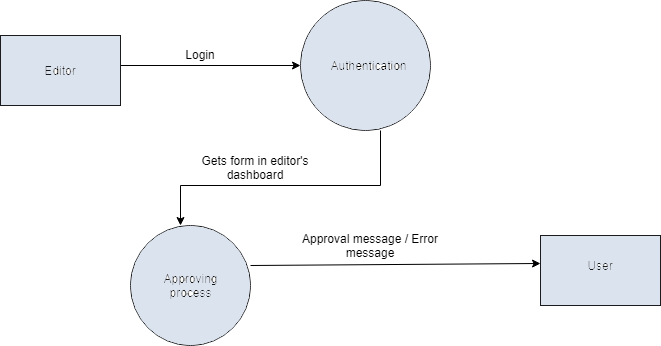 Login
Editor
Authentication
Gets form in editor's
dashboard
Approval message / Error
message
User
Approving
process